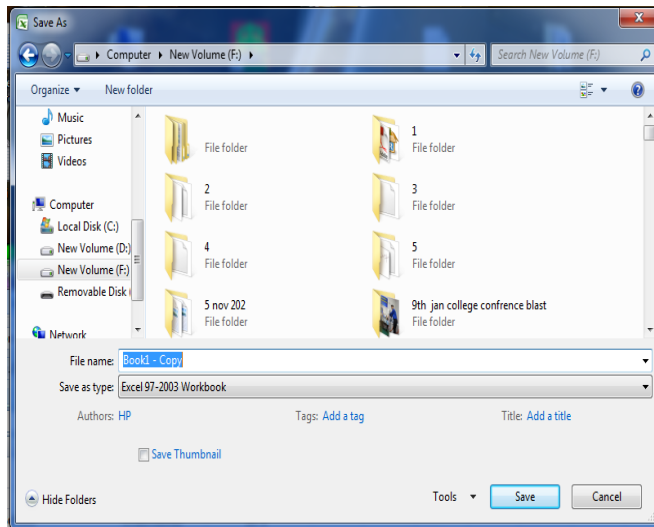 Save As
Computer New Volume (F:)
Search New Volume (F:)
Organize New folder
Music
Pictures
Videos
Computer
Local Disk (C:)
New Volume (D:)
New Volume (F:)
Removable Disk
Network
File folder
1
File folder
2
File folder
3
File folder
4
File folder
5
File folder
5 nov 202
File folder
9th jan college confrence blast
File folder
File name: Book1 - Copy
Save as type: Excel 97-2003 Workbook
Authors: HP Tags: Add a tag Title: Add a title
Save Thumbnail
Hide Folders Tools Save Cancel